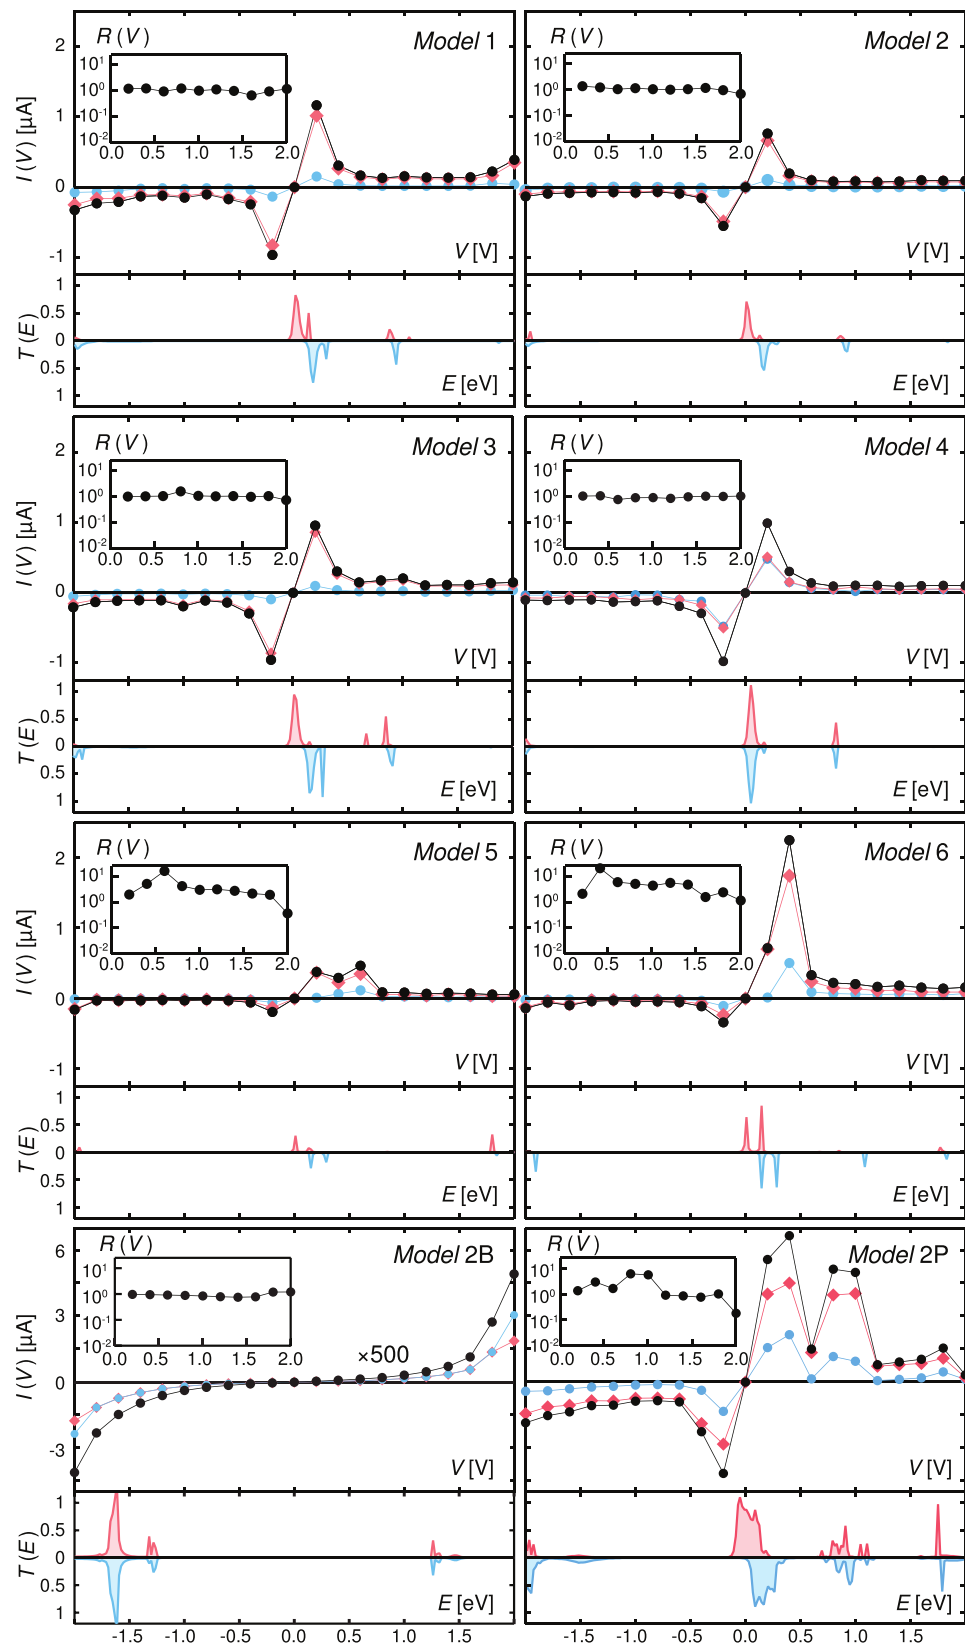 R (V) Model 1 R (V) Model 2
2 10¹ 10⁰ 10⁻¹ 10⁻² 10¹ 10⁰ 10⁻¹ 10⁻²
0.0 0.5 1.0 1.5 2.0 0.0 0.5 1.0 1.5 2.0
I (V) [µA] 1 0 -1
V [V] V [V]
T (E) 1 0.5 0 0.5 1
E [eV] E [eV]
R (V) Model 3 R (V) Model 4
2 10¹ 10⁰ 10⁻¹ 10⁻² 10¹ 10⁰ 10⁻¹ 10⁻²
0.0 0.5 1.0 1.5 2.0 0.0 0.5 1.0 1.5 2.0
I (V) [µA] 1 0 -1
V [V] V [V]
T (E) 1 0.5 0 0.5 1
E [eV] E [eV]
R (V) Model 5 R (V) Model 6
2 10¹ 10⁰ 10⁻¹ 10⁻² 10¹ 10⁰ 10⁻¹ 10⁻²
0.0 0.5 1.0 1.5 2.0 0.0 0.5 1.0 1.5 2.0
I (V) [µA] 1 0 -1
V [V] V [V]
T (E) 1 0.5 0 0.5 1
E [eV] E [eV]
R (V) Model 2B R (V) Model 2P
6 10¹ 10⁰ 10⁻¹ 10⁻² 10¹ 10⁰ 10⁻¹ 10⁻²
0.0 0.5 1.0 1.5 2.0 ×500 0.0 0.5 1.0 1.5 2.0
I (V) [µA] 3 0 -3
V [V] V [V]
T (E) 1 0.5 0 0.5 1
E [eV] E [eV]
-1.5 -1.0 -0.5 0.0 0.5 1.0 1.5 -1.5 -1.0 -0.5 0.0 0.5 1.0 1.5